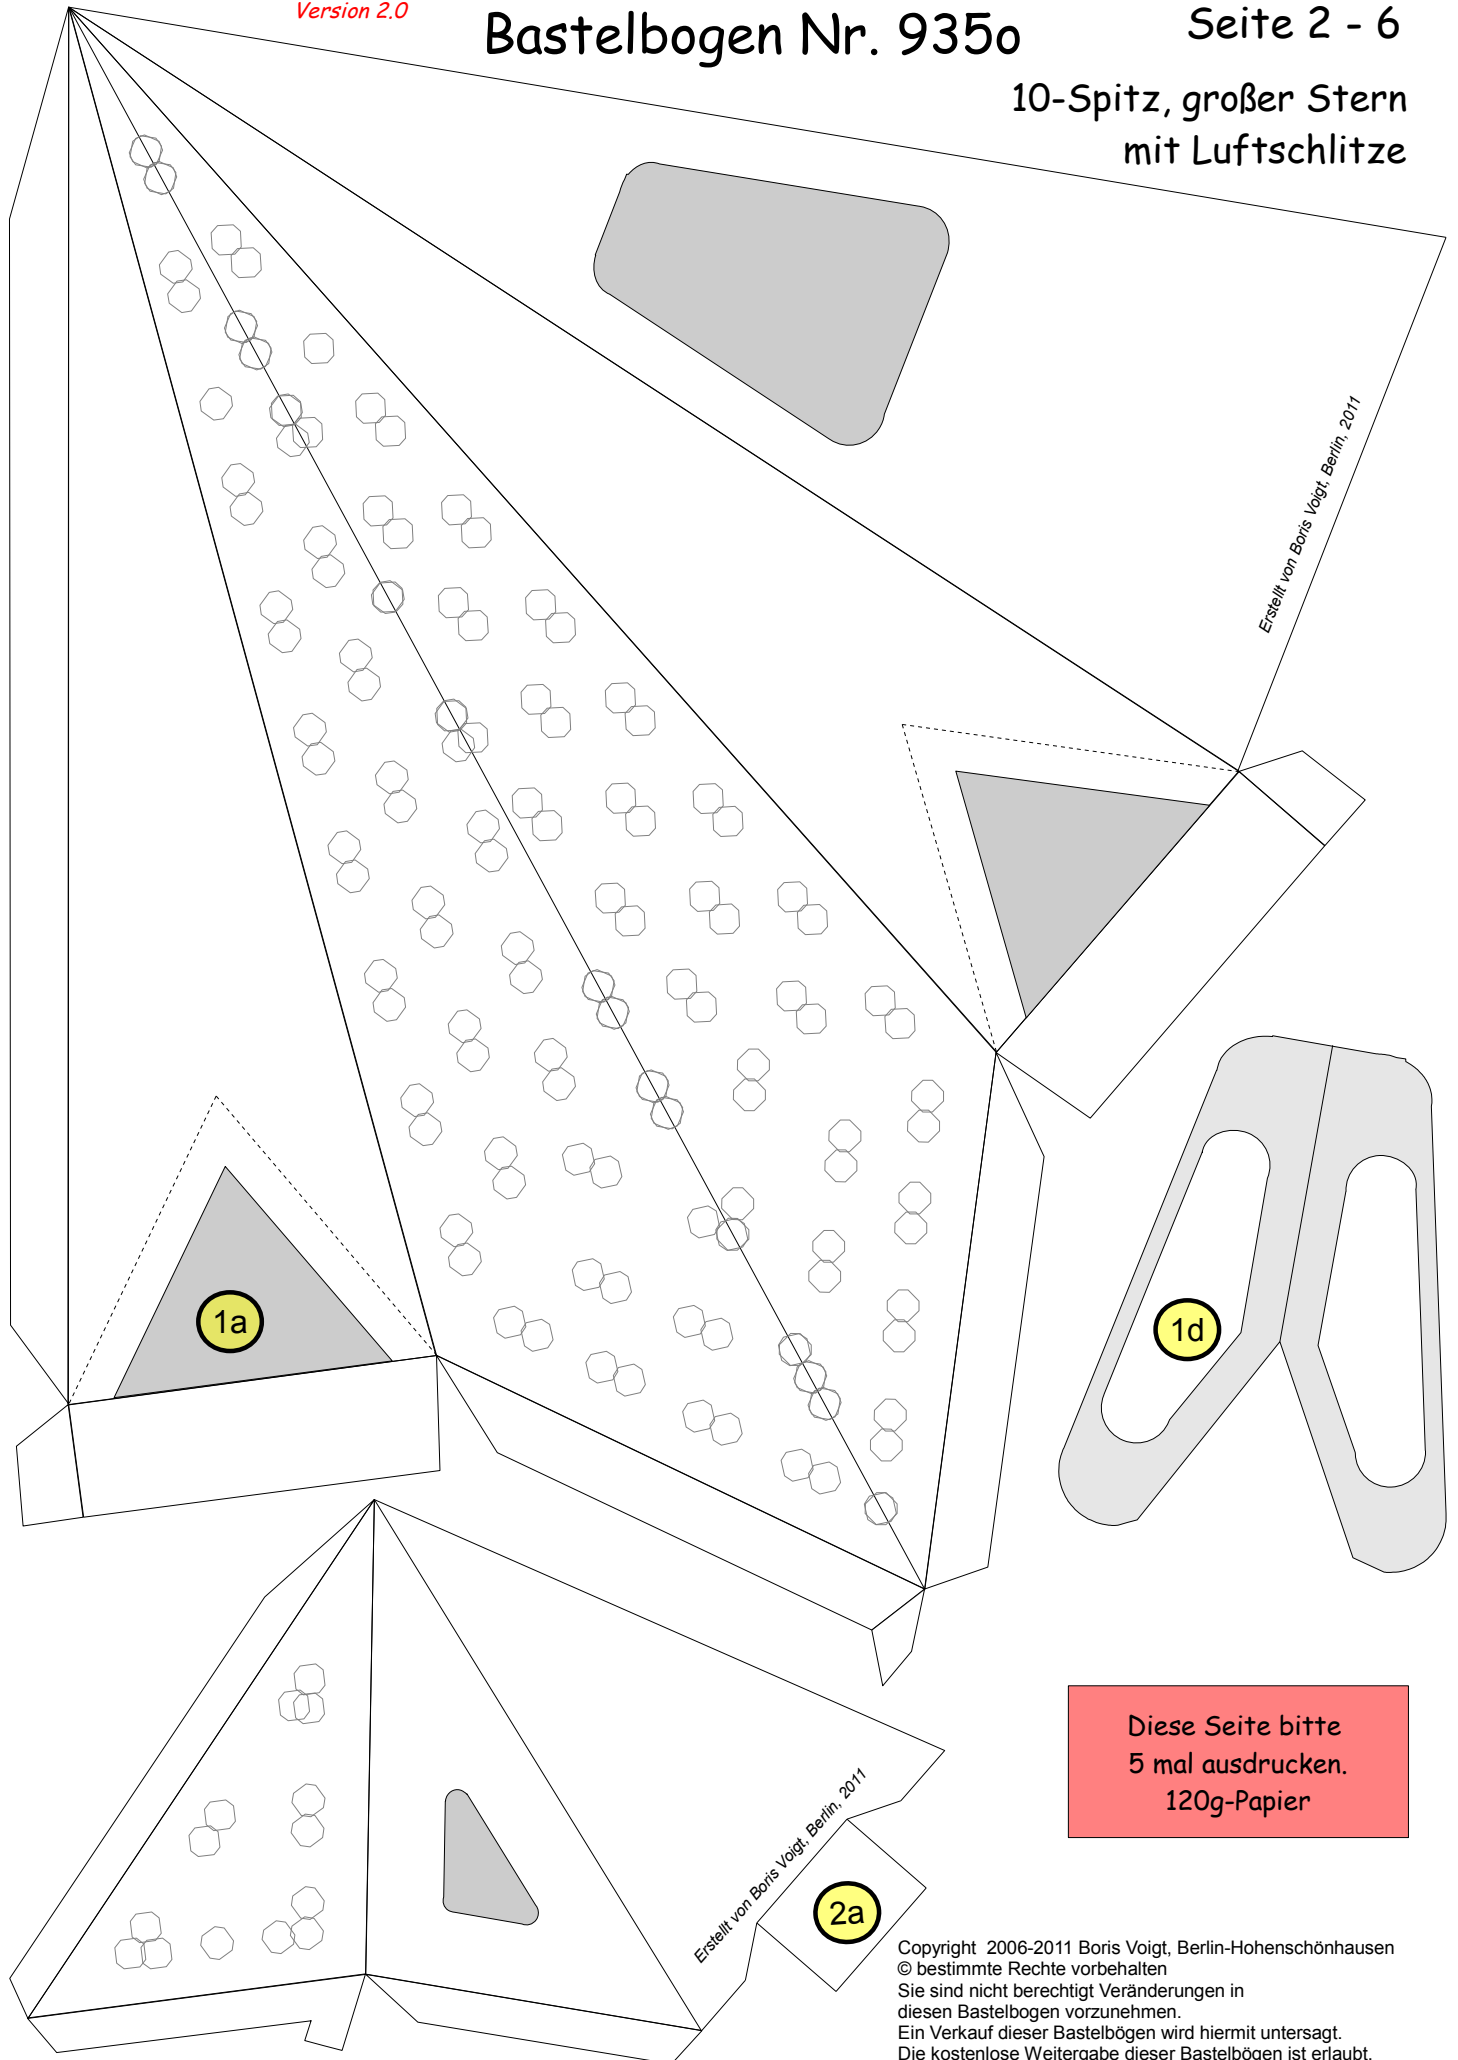 Version 2.0
Bastelbogen Nr. 935o
Seite 2 - 6
10-Spitz, großer Stern
mit Luftschlitze
Erstellt von Boris Voigt, Berlin, 2011
1a
1d
Diese Seite bitte
5 mal ausdrucken.
120g-Papier
Erstellt von Boris Voigt, Berlin, 2011
2a
Copyright  2006-2011 Boris Voigt, Berlin-Hohenschönhausen
© bestimmte Rechte vorbehalten
Sie sind nicht berechtigt Veränderungen in
diesen Bastelbogen vorzunehmen.
Ein Verkauf dieser Bastelbögen wird hiermit untersagt.
Die kostenlose Weitergabe dieser Bastelbögen ist erlaubt.